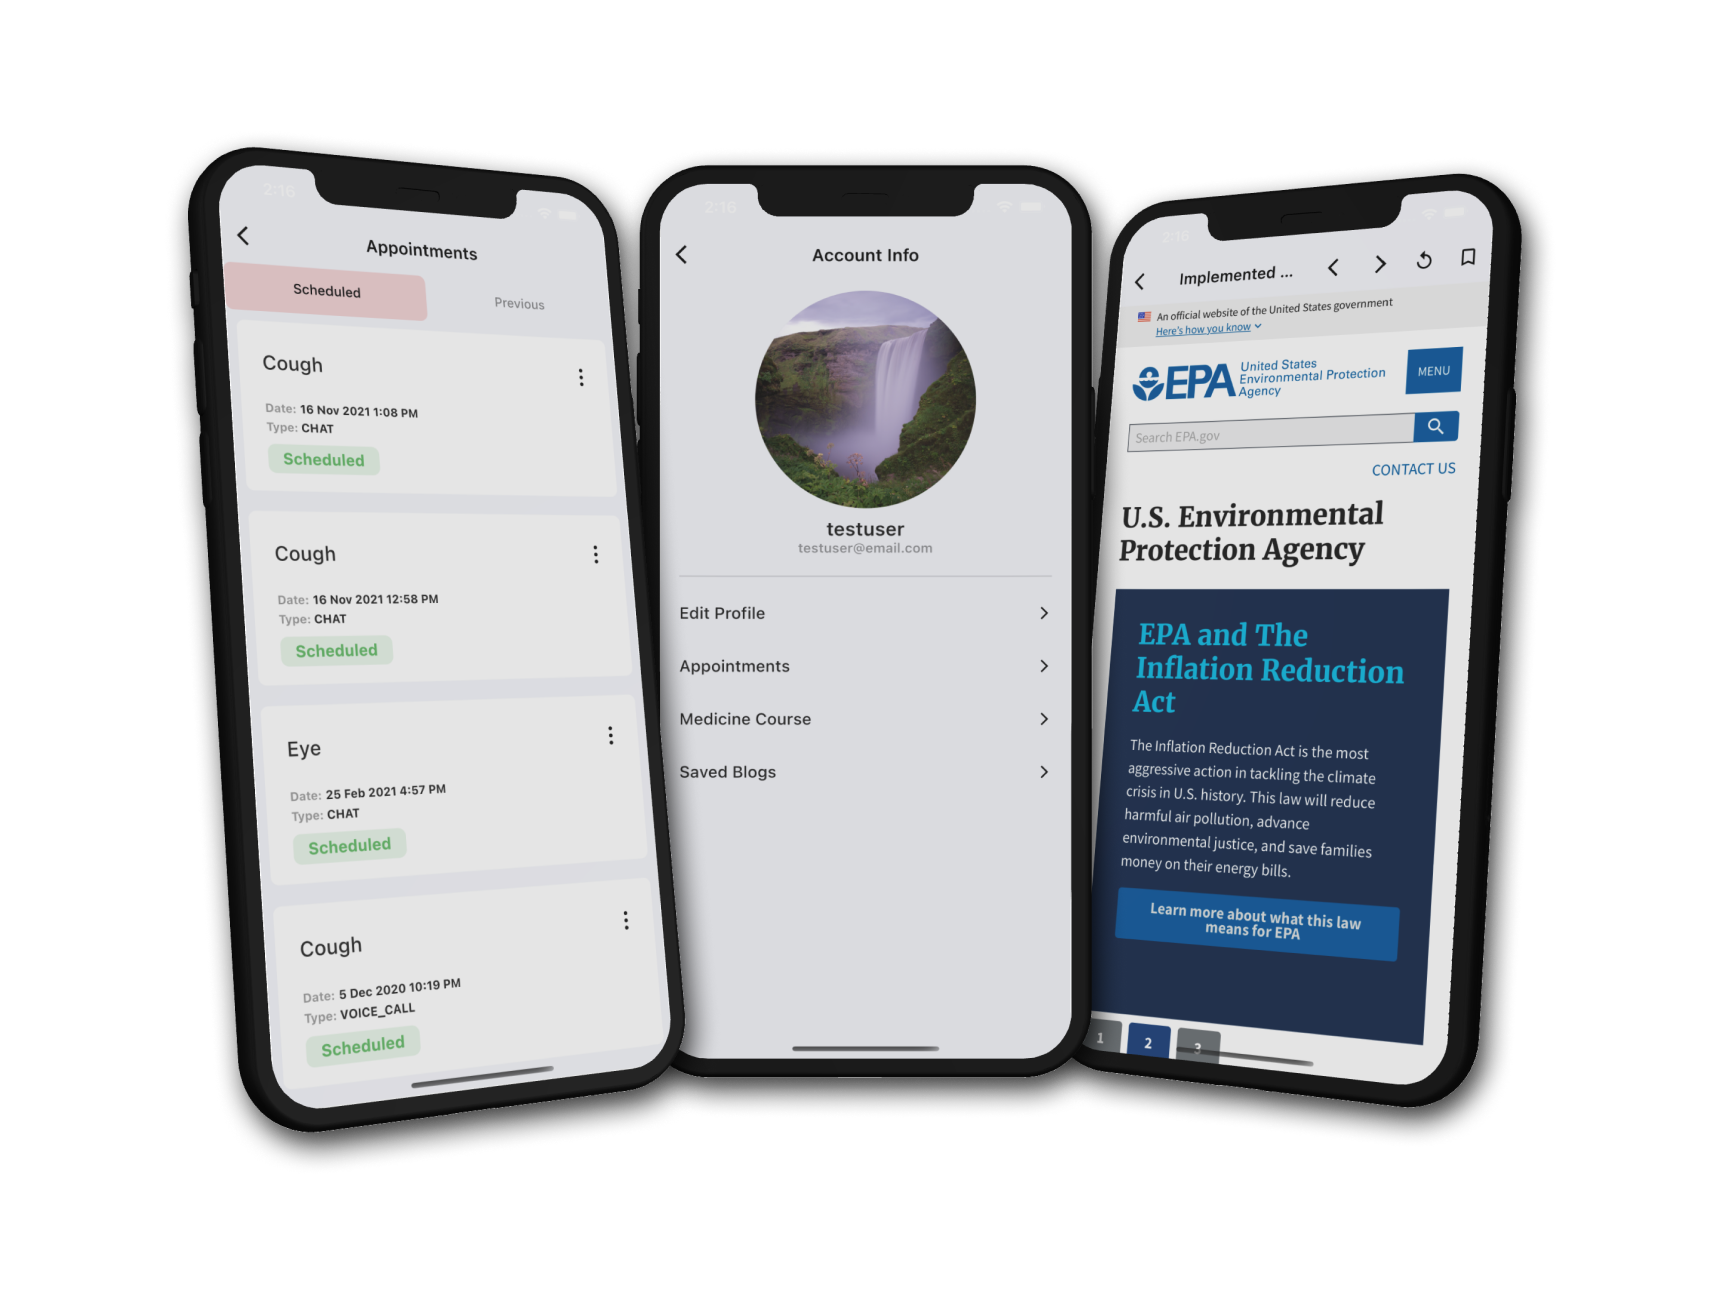 2:16
Appointments
Scheduled
Previous
Cough
Date: 16 Nov 2021 1:08 PM
Type: CHAT
Scheduled
Cough
Date: 16 Nov 2021 12:58 PM
Type: CHAT
Scheduled
Eye
Date: 25 Feb 2021 4:57 PM
Type: CHAT
Scheduled
Cough
Date: 5 Dec 2020 10:19 PM
Type: VOICE_CALL
Scheduled
2:16
Account Info
testuser
testuser@email.com
Edit Profile
Appointments
Medicine Course
Saved Blogs
2:16
Implemented ...
An official website of the United States government
Here's how you know
EPA United States
Environmental Protection
Agency
MENU
Search EPA.gov
CONTACT US
U.S. Environmental
Protection Agency
EPA and The
Inflation Reduction
Act
The Inflation Reduction Act is the most
aggressive action in tackling the climate
crisis in U.S. history. This law will reduce
harmful air pollution, advance
environmental justice, and save families
money on their energy bills.
Learn more about what this law
means for EPA
1 2 3